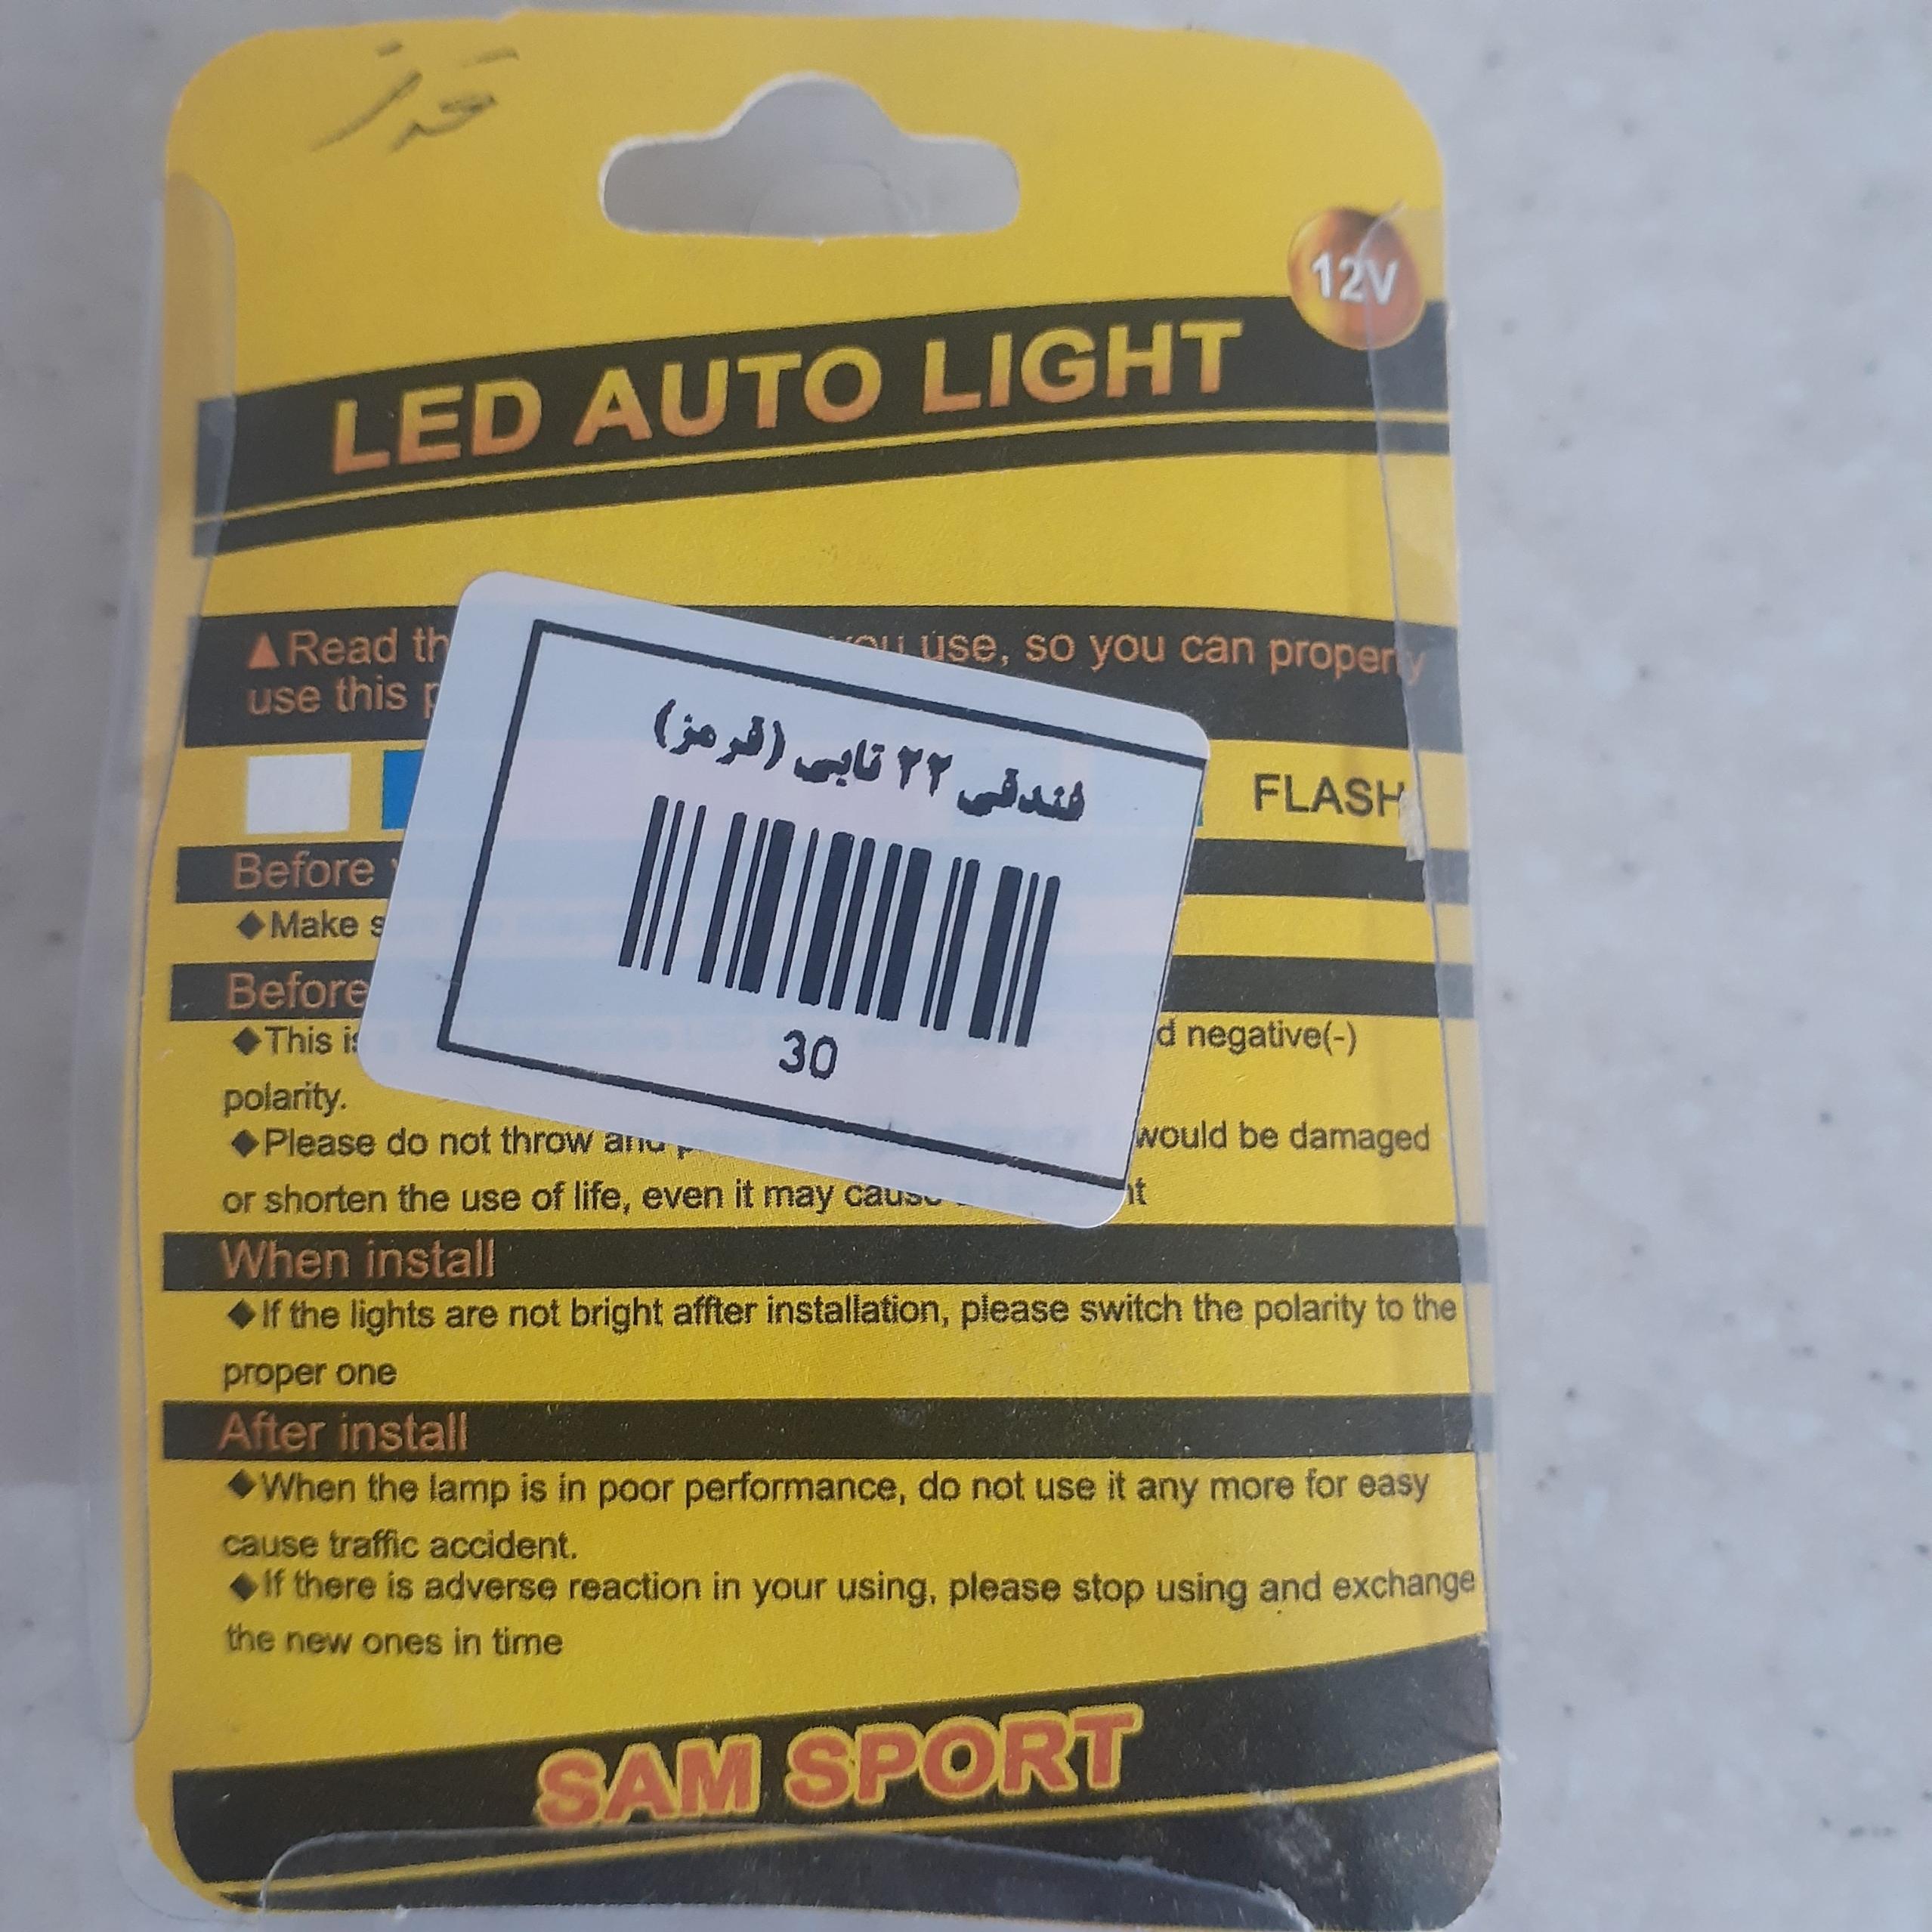 قرمز
12V
LED AUTO LIGHT
▲Read you use, so you can properly
use this
FLASH
فندقی ۲۲ تایی (قرمز)
30
Before
◆Make
Before
◆This negative(-)
polarity.
◆Please do not throw and would be damaged
or shorten the use of life, even it may cause
When install
◆If the lights are not bright affter installation, please switch the polarity to the
proper one
After install
◆When the lamp is in poor performance, do not use it any more for easy
cause traffic accident.
◆If there is adverse reaction in your using, please stop using and exchange
the new ones in time
SAM SPORT